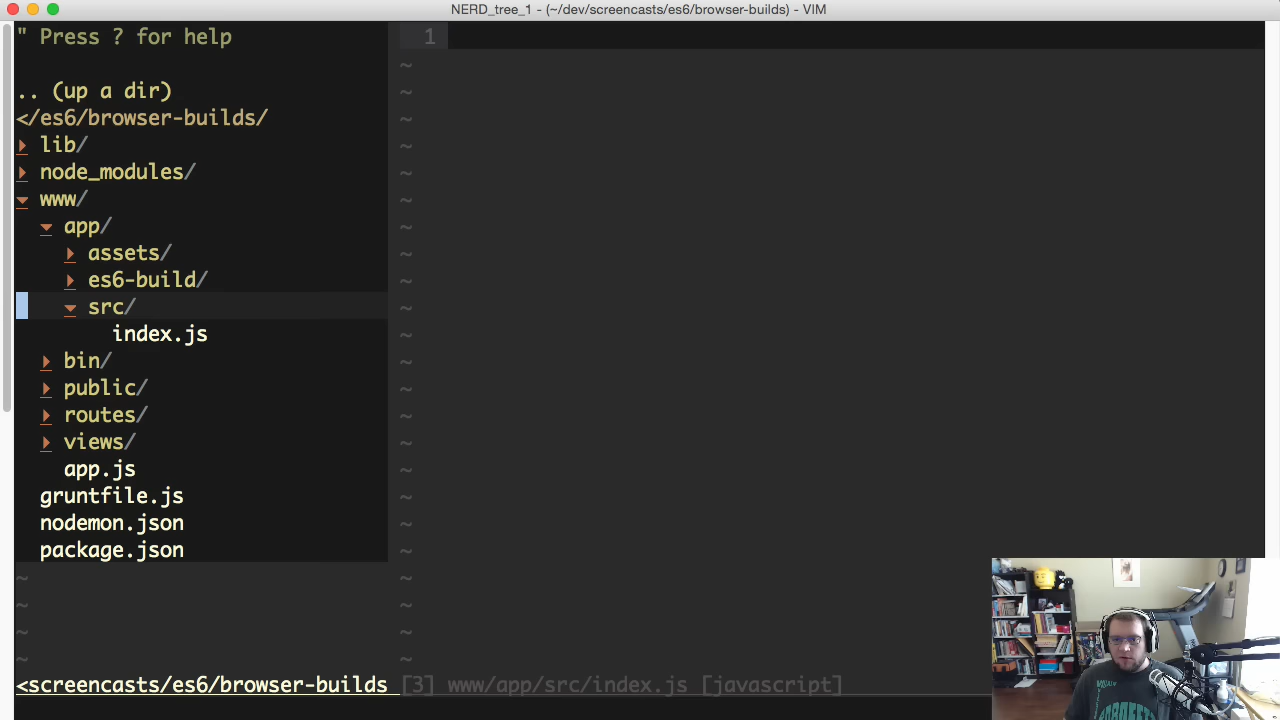 NERD_tree_1 - (~/dev/screencasts/es6/browser-builds) - VIM
" Press ? for help
1
.. (up a dir)
</es6/browser-builds/
lib/
node_modules/
www/
app/
assets/
es6-build/
src/
index.js
bin/
public/
routes/
views/
app.js
gruntfile.js
nodemon.json
package.json
<screencasts/es6/browser-builds [3] www/app/src/index.js [javascript]